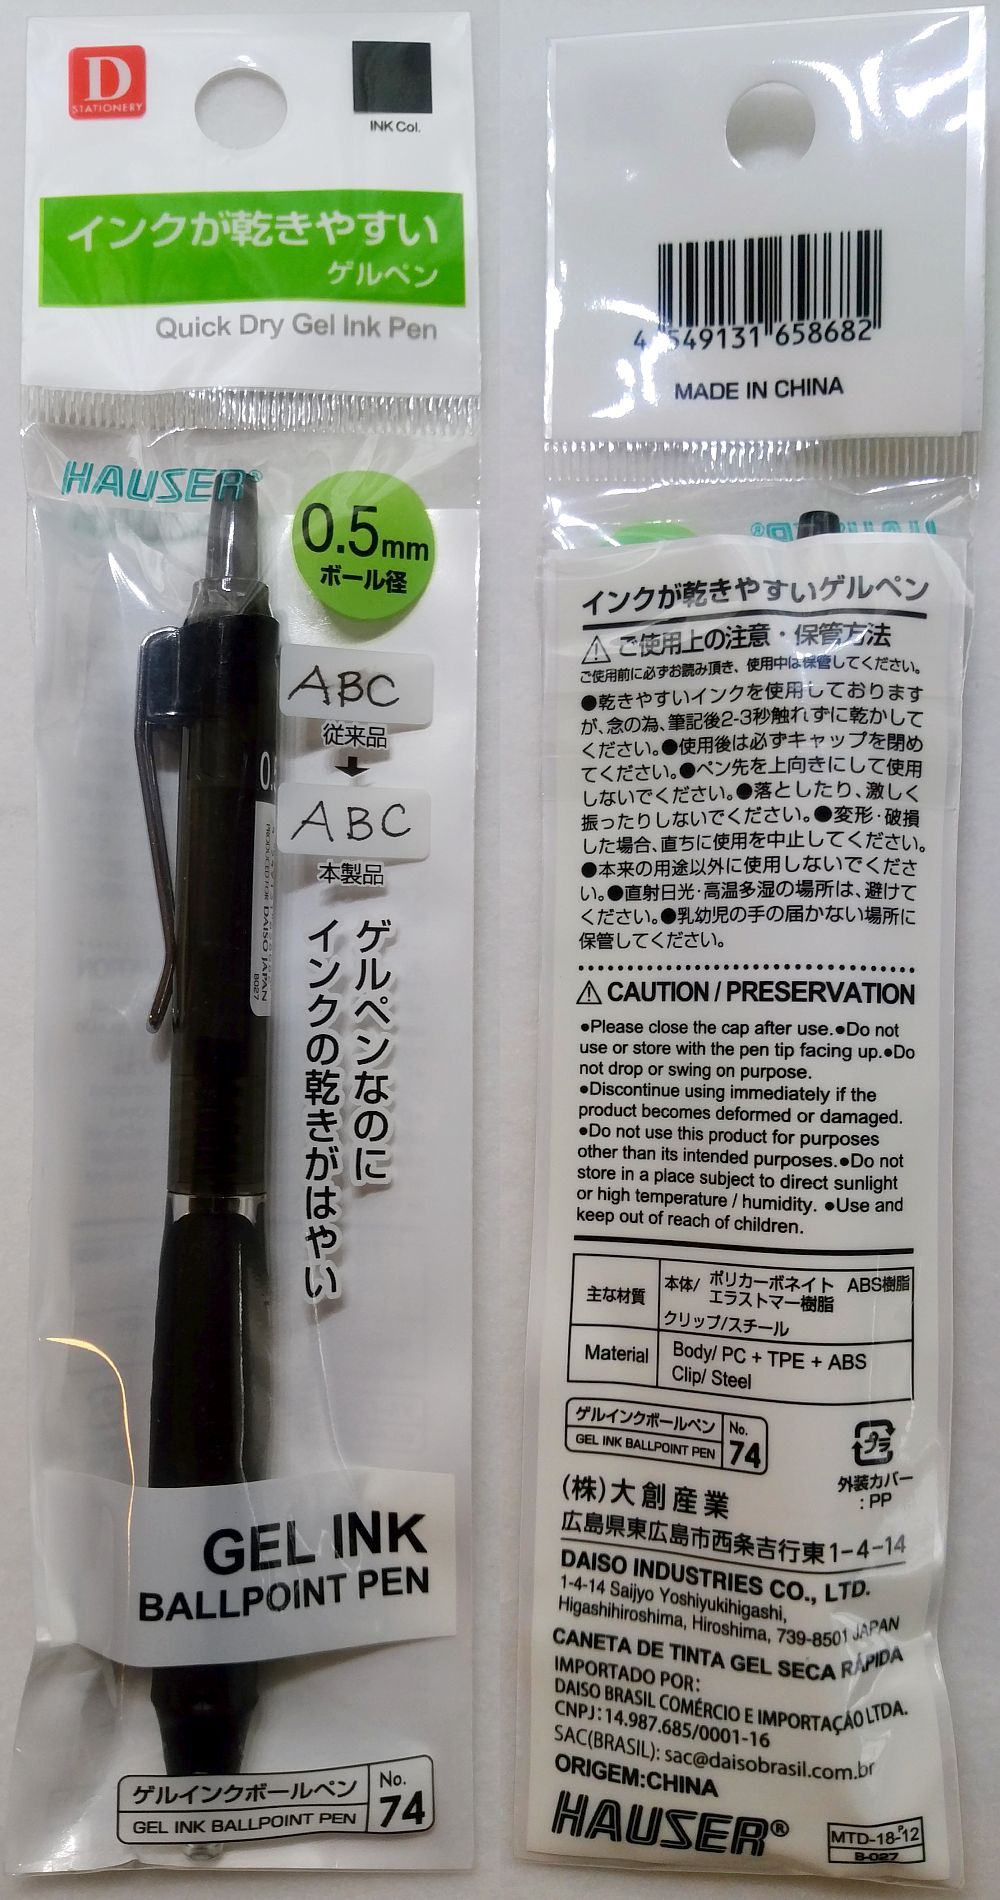 D
STATIONERY
INK Col.
インクが乾きやすい
ゲルペン
Quick Dry Gel Ink Pen
HAUSER®
0.5mm
ボール径
ABC
従来品
ABC
本製品
ゲルペンなのに
インクの乾きがはやい
0.
PRODUCED FOR DAISO JAPAN
B027
GEL INK
BALLPOINT PEN
ゲルインクボールペン
GEL INK BALLPOINT PEN
No.
74
4 549131 658682
MADE IN CHINA
インクが乾きやすいゲルペン
⚠ご使用上の注意・保管方法
ご使用前に必ずお読み頂き、使用中は保管してください。
●乾きやすいインクを使用しております
が、念の為、筆記後2-3秒触れずに乾かして
ください。●使用後は必ずキャップを閉め
てください。●ペン先を上向きにして使用
しないでください。●落としたり、激しく
振ったりしないでください。●変形・破損
した場合、直ちに使用を中止してください。
●本来の用途以外に使用しないでくださ
い。●直射日光・高温多湿の場所は、避けて
ください。●乳幼児の手の届かない場所に
保管してください。
⚠ CAUTION / PRESERVATION
●Please close the cap after use.●Do not
use or store with the pen tip facing up.●Do
not drop or swing on purpose.
●Discontinue using immediately if the
product becomes deformed or damaged.
●Do not use this product for purposes
other than its intended purposes.●Do not
store in a place subject to direct sunlight
or high temperature / humidity. ●Use and
keep out of reach of children.
主な材質
本体/ ポリカーボネイト ABS樹脂
エラストマー樹脂
クリップ/スチール
Material
Body/ PC + TPE + ABS
Clip/ Steel
ゲルインクボールペン
GEL INK BALLPOINT PEN
No.
74
プラ
外装カバー
: PP
(株)大創産業
広島県東広島市西条吉行東1-4-14
DAISO INDUSTRIES CO., LTD.
1-4-14 Saijyo Yoshiyukihigashi,
Higashihiroshima, Hiroshima, 739-8501 JAPAN
CANETA DE TINTA GEL SECA RÁPIDA
IMPORTADO POR:
DAISO BRASIL COMÉRCIO E IMPORTAÇÃO LTDA.
CNPJ:14.987.685/0001-16
SAC(BRASIL): sac@daisobrasil.com.br
ORIGEM:CHINA
HAUSER®
MTD-18-P12
B-027